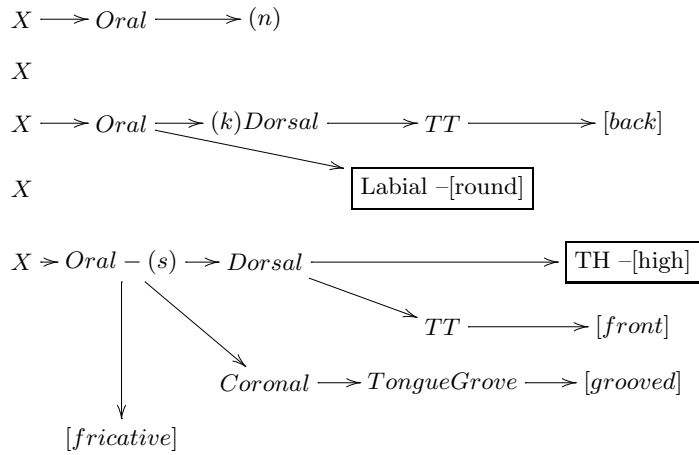 X Oral (n)
X
X Oral (k)Dorsal TT [back]
Labial –[round]
X
X Oral – (s) Dorsal TH –[high]
TT [front]
Coronal TongueGrove [grooved]
[fricative]